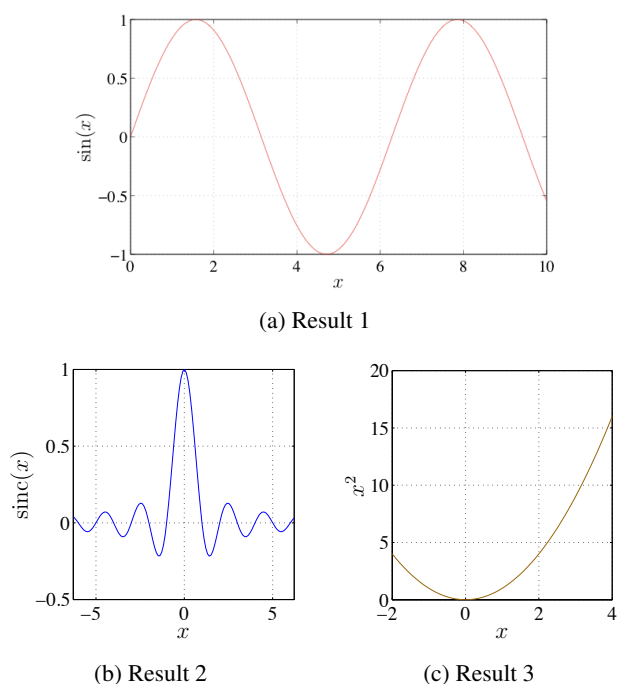 1
0.5
0
−0.5
−1
sin(x)
0 2 4 6 8 10
x
(a) Result 1
1
0.5
0
−0.5
sinc(x)
−5 0 5
x
(b) Result 2
20
15
10
5
0
x²
−2 0 2 4
x
(c) Result 3